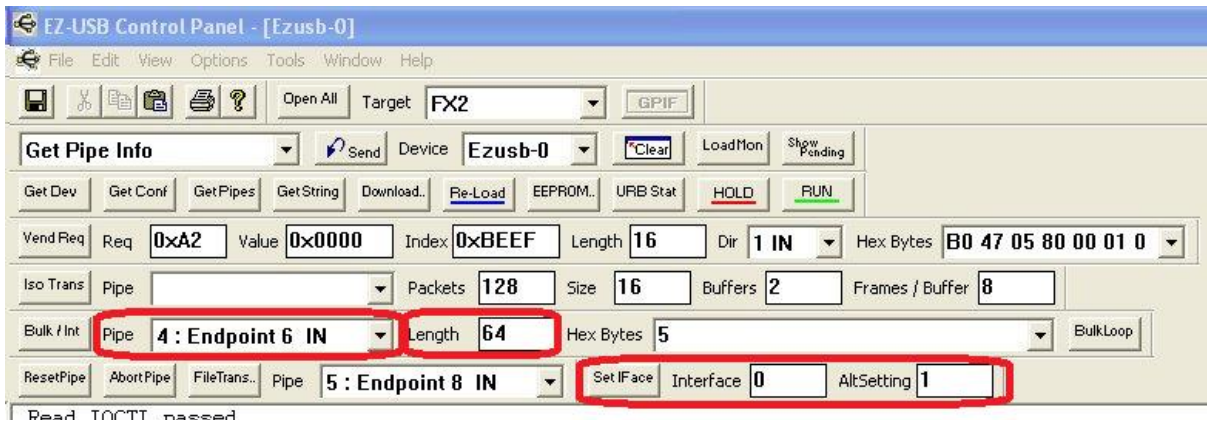 EZ-USB Control Panel - [Ezusb-0]
File Edit View Options Tools Window Help
Open All Target FX2 GPIF
Get Pipe Info Send Device Ezusb-0 Clear LoadMon Show Pending
Get Dev Get Conf GetPipes GetString Download.. Re-Load EEPROM.. URB Stat HOLD RUN
Vend Req Req 0xA2 Value 0x0000 Index 0xBEEF Length 16 Dir 1 IN Hex Bytes B0 47 05 80 00 01 0
Iso Trans Pipe Packets 128 Size 16 Buffers 2 Frames / Buffer 8
Bulk / Int Pipe 4 : Endpoint 6 IN Length 64 Hex Bytes 5 BulkLoop
ResetPipe AbortPipe FileTrans.. Pipe 5 : Endpoint 8 IN Set IFace Interface 0 AltSetting 1
Read IOCTL passed